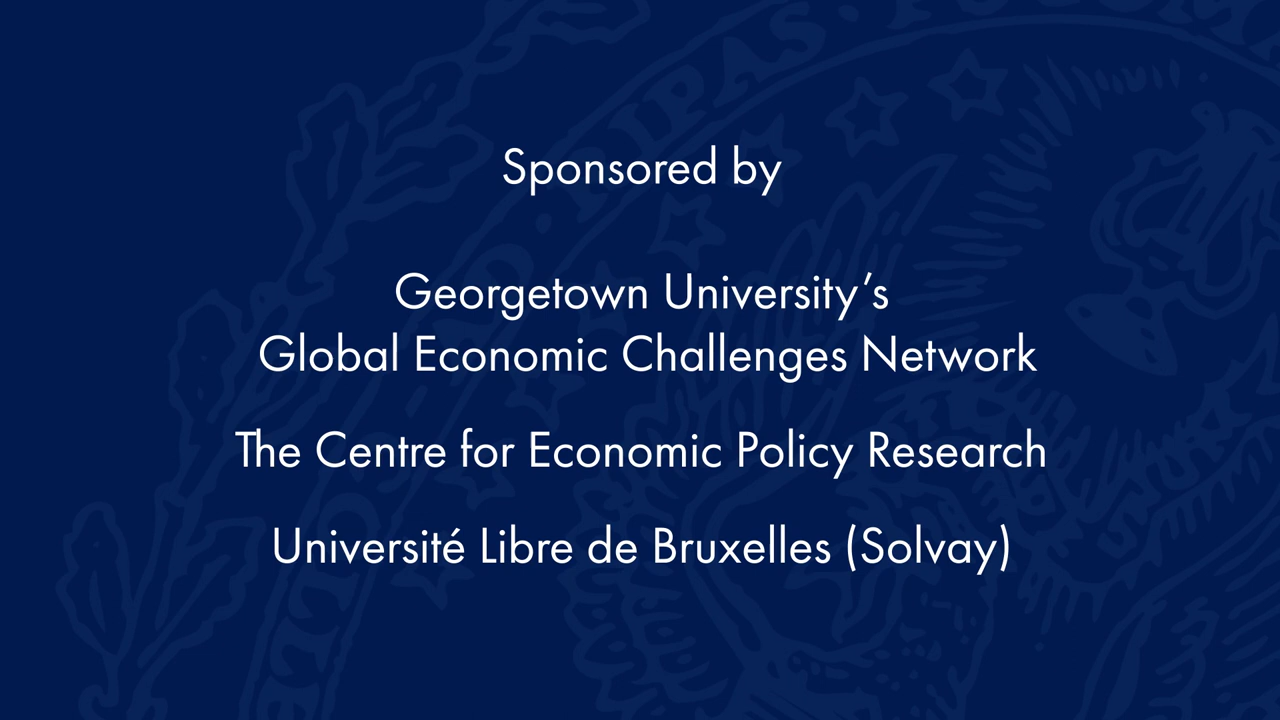 Sponsored by
Georgetown University’s
Global Economic Challenges Network
The Centre for Economic Policy Research
Université Libre de Bruxelles (Solvay)